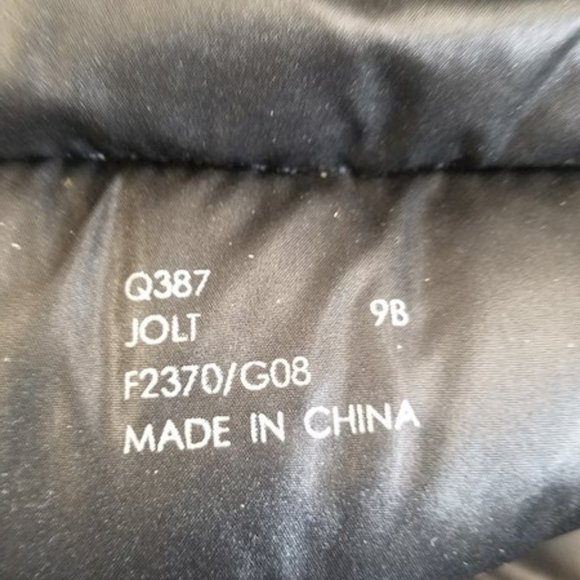 Q387
JOLT 9B
F2370/G08
MADE IN CHINA